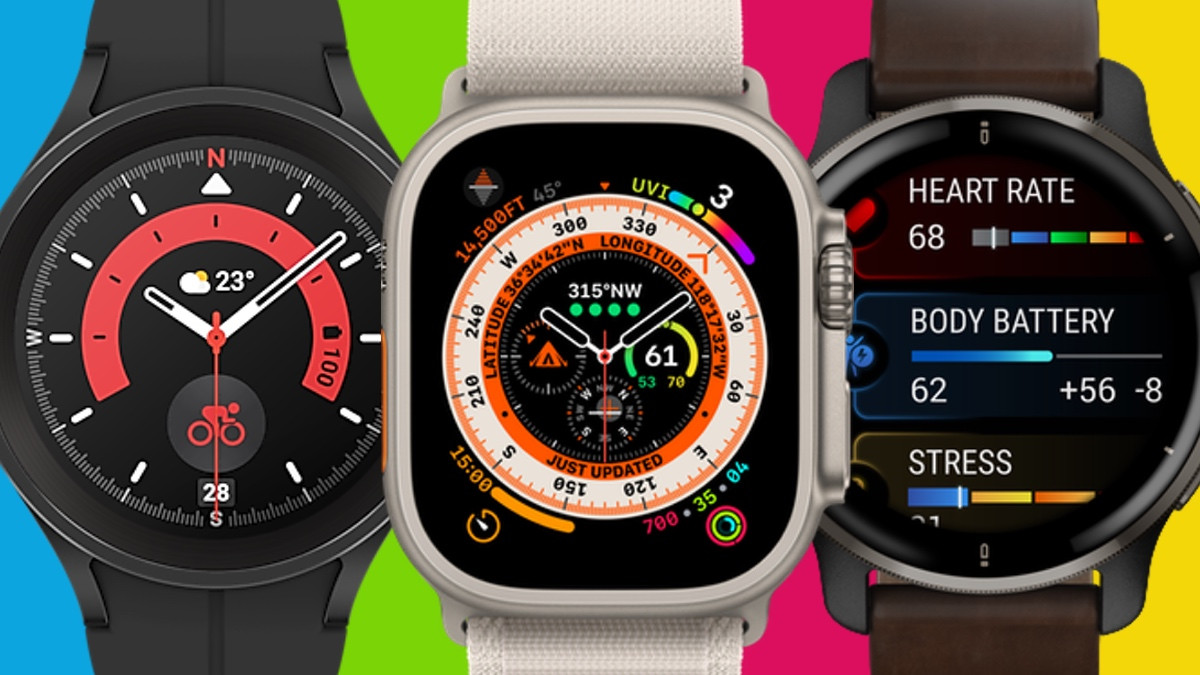 N
23°
W
100
28
S
14,500FT 45°
UVI 3
300 330
W
30
240
60
210
E
S
150 120
LATITUDE 36°34'42"N LONGITUDE 118°17'32"W
315°NW
61
53 70
JUST UPDATED
15:00
700 • 35 • 04
HEART RATE
68
BODY BATTERY
62 +56 -8
STRESS